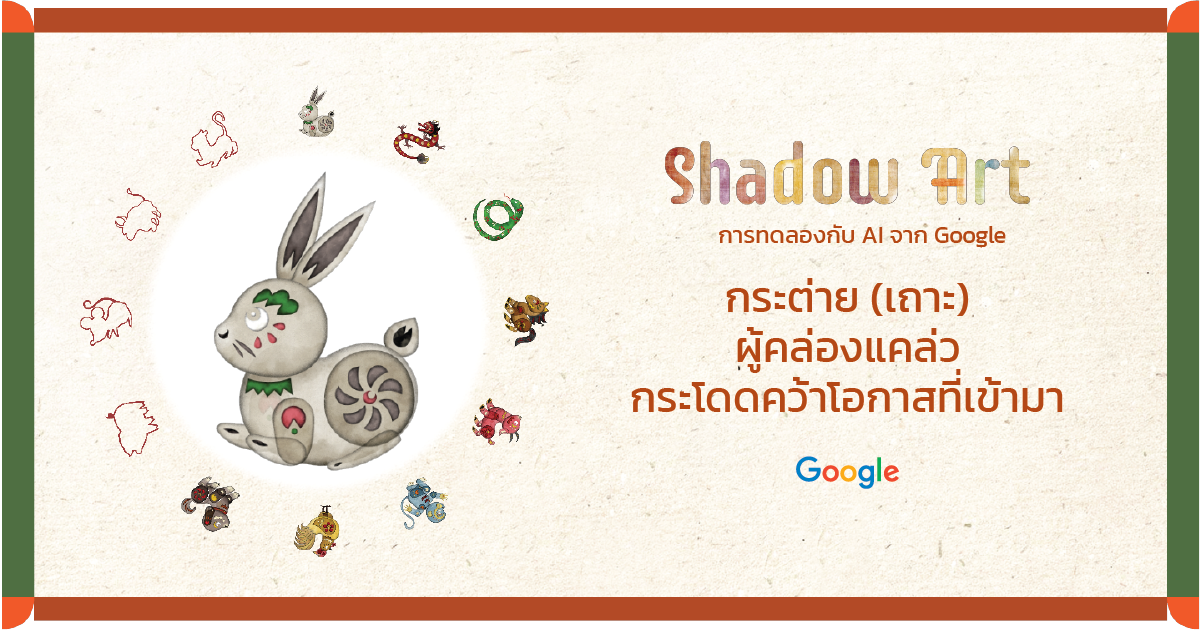 Shadow Art
การทดลองกับ AI จาก Google
กระต่าย (เถาะ)
ผู้คล่องแคล่ว
กระโดดคว้าโอกาสที่เข้ามา
Google